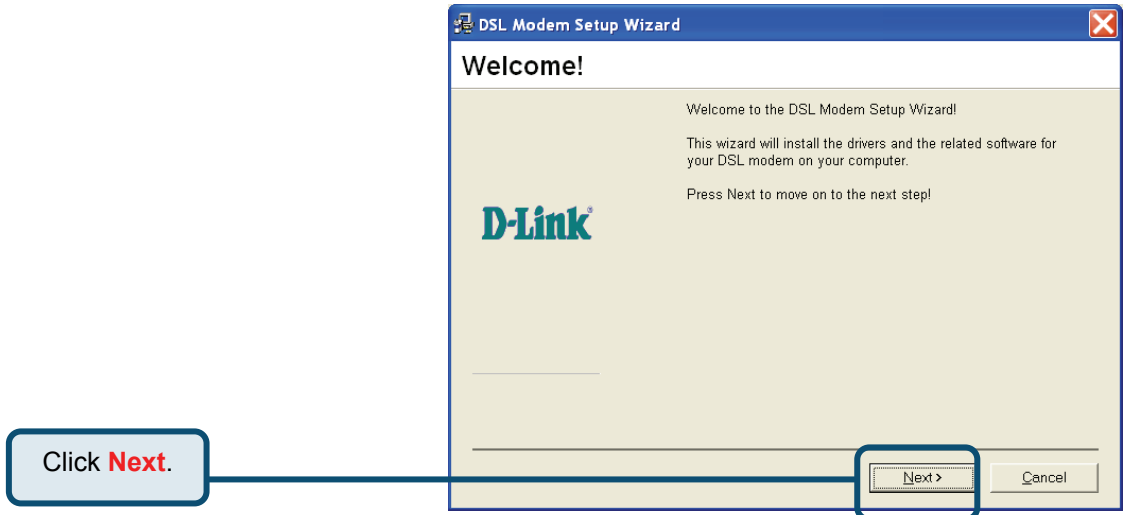 DSL Modem Setup Wizard
Welcome!
Welcome to the DSL Modem Setup Wizard!
This wizard will install the drivers and the related software for
your DSL modem on your computer.
Press Next to move on to the next step!
D-Link®
Click Next.
Next >
Cancel